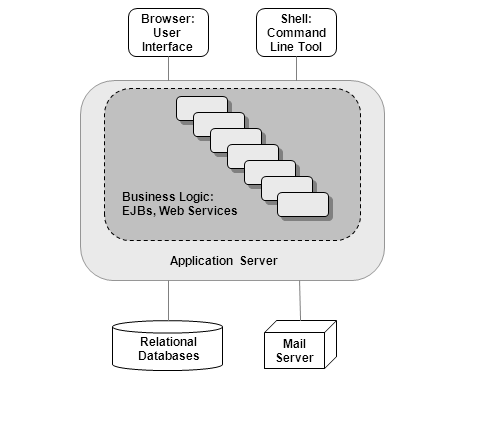 Browser:
User
Interface
Shell:
Command
Line Tool
Business Logic:
EJBs, Web Services
Application Server
Relational
Databases
Mail
Server